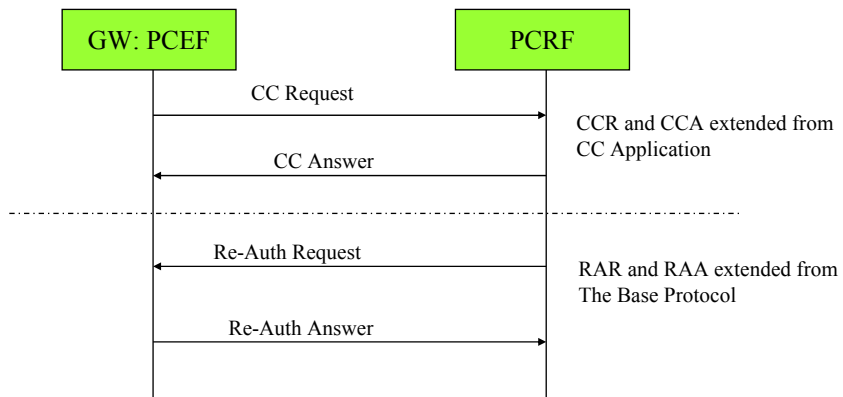 GW: PCEF
PCRF
CC Request
CCR and CCA extended from
CC Application
CC Answer
Re-Auth Request
RAR and RAA extended from
The Base Protocol
Re-Auth Answer